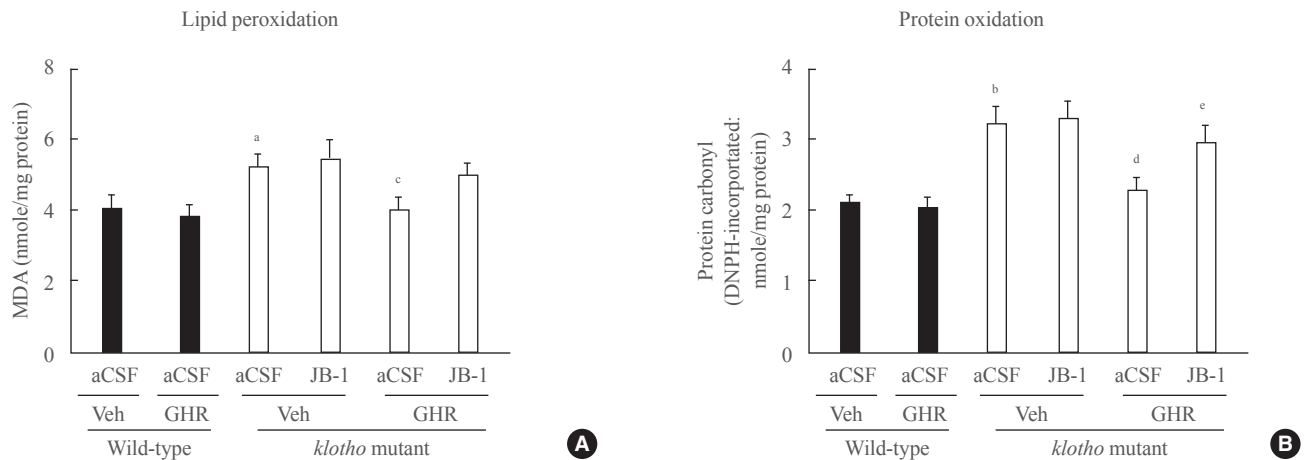 Lipid peroxidation
MDA (nmole/mg protein)
8
6
4
2
0
a
c
aCSF aCSF aCSF JB-1 aCSF JB-1
Veh GHR Veh GHR
Wild-type klotho mutant
A
Protein oxidation
Protein carbonyl
(DNPH-incorportated:
nmole/mg protein)
4
3
2
1
0
b
d
e
aCSF aCSF aCSF JB-1 aCSF JB-1
Veh GHR Veh GHR
Wild-type klotho mutant
B